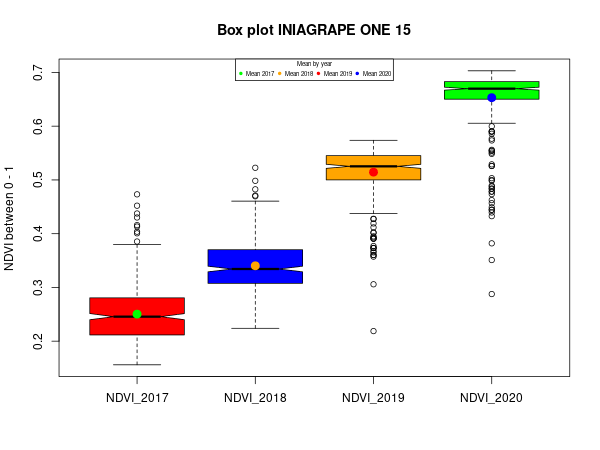 Box plot INIAGRAPE ONE 15
Mean by year
Mean 2017 Mean 2018 Mean 2019 Mean 2020
NDVI between 0 - 1
0.7
0.6
0.5
0.4
0.3
0.2
NDVI_2017 NDVI_2018 NDVI_2019 NDVI_2020